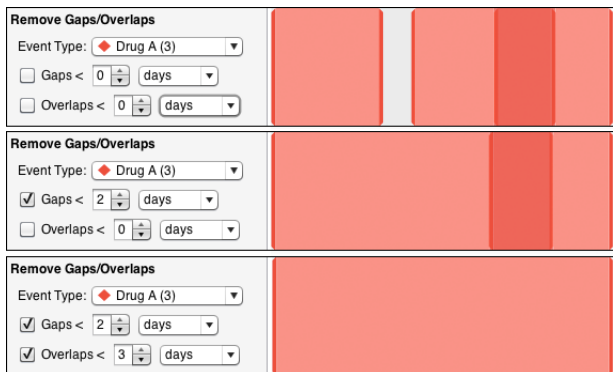 Remove Gaps/Overlaps
Event Type: Drug A (3)
Gaps < 0 days
Overlaps < 0 days
Remove Gaps/Overlaps
Event Type: Drug A (3)
Gaps < 2 days
Overlaps < 0 days
Remove Gaps/Overlaps
Event Type: Drug A (3)
Gaps < 2 days
Overlaps < 3 days